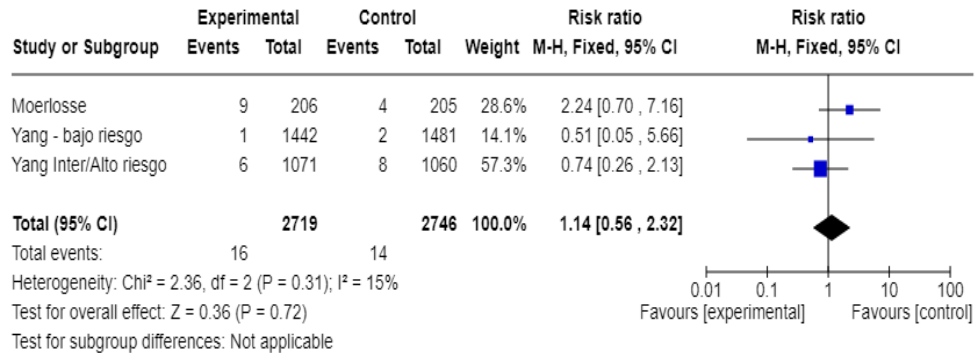 Experimental Control Risk ratio Risk ratio
Study or Subgroup Events Total Events Total Weight M-H, Fixed, 95% CI M-H, Fixed, 95% CI
Moerlosse 9 206 4 205 28.6% 2.24 [0.70 , 7.16]
Yang - bajo riesgo 1 1442 2 1481 14.1% 0.51 [0.05 , 5.66]
Yang Inter/Alto riesgo 6 1071 8 1060 57.3% 0.74 [0.26 , 2.13]
Total (95% CI) 2719 2746 100.0% 1.14 [0.56 , 2.32]
Total events: 16 14
Heterogeneity: Chi² = 2.36, df = 2 (P = 0.31); I² = 15%
Test for overall effect: Z = 0.36 (P = 0.72)
Test for subgroup differences: Not applicable
0.01 0.1 1 10 100
Favours [experimental] Favours [control]